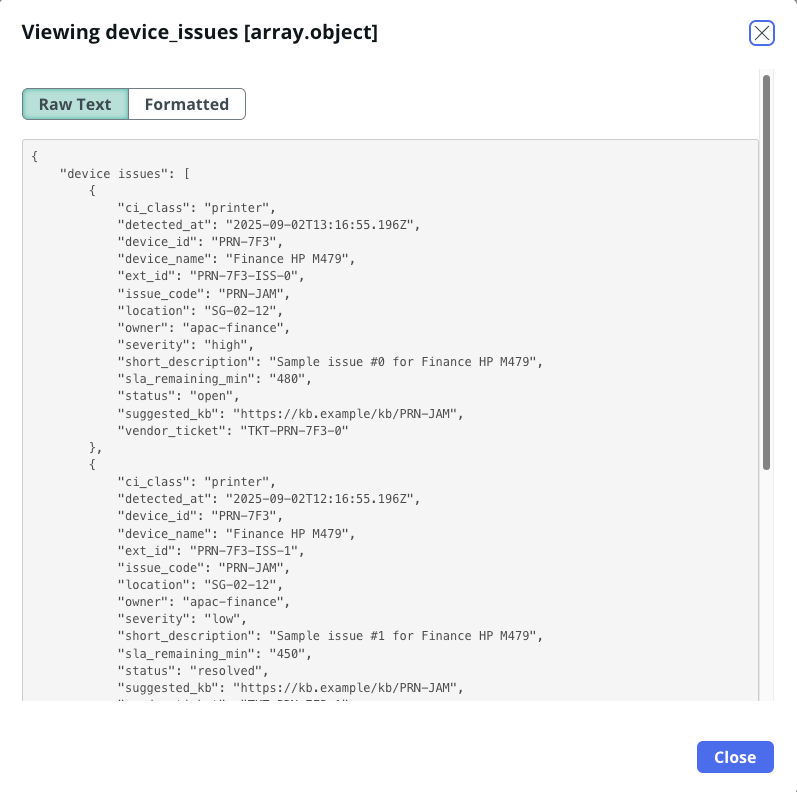 Viewing device_issues [array.object]
Raw Text
Formatted
{
    "device issues": [
        {
            "ci_class": "printer",
            "detected_at": "2025-09-02T13:16:55.196Z",
            "device_id": "PRN-7F3",
            "device_name": "Finance HP M479",
            "ext_id": "PRN-7F3-ISS-0",
            "issue_code": "PRN-JAM",
            "location": "SG-02-12",
            "owner": "apac-finance",
            "severity": "high",
            "short_description": "Sample issue #0 for Finance HP M479",
            "sla_remaining_min": "480",
            "status": "open",
            "suggested_kb": "https://kb.example/kb/PRN-JAM",
            "vendor_ticket": "TKT-PRN-7F3-0"
        },
        {
            "ci_class": "printer",
            "detected_at": "2025-09-02T12:16:55.196Z",
            "device_id": "PRN-7F3",
            "device_name": "Finance HP M479",
            "ext_id": "PRN-7F3-ISS-1",
            "issue_code": "PRN-JAM",
            "location": "SG-02-12",
            "owner": "apac-finance",
            "severity": "low",
            "short_description": "Sample issue #1 for Finance HP M479",
            "sla_remaining_min": "450",
            "status": "resolved",
            "suggested_kb": "https://kb.example/kb/PRN-JAM",
Close